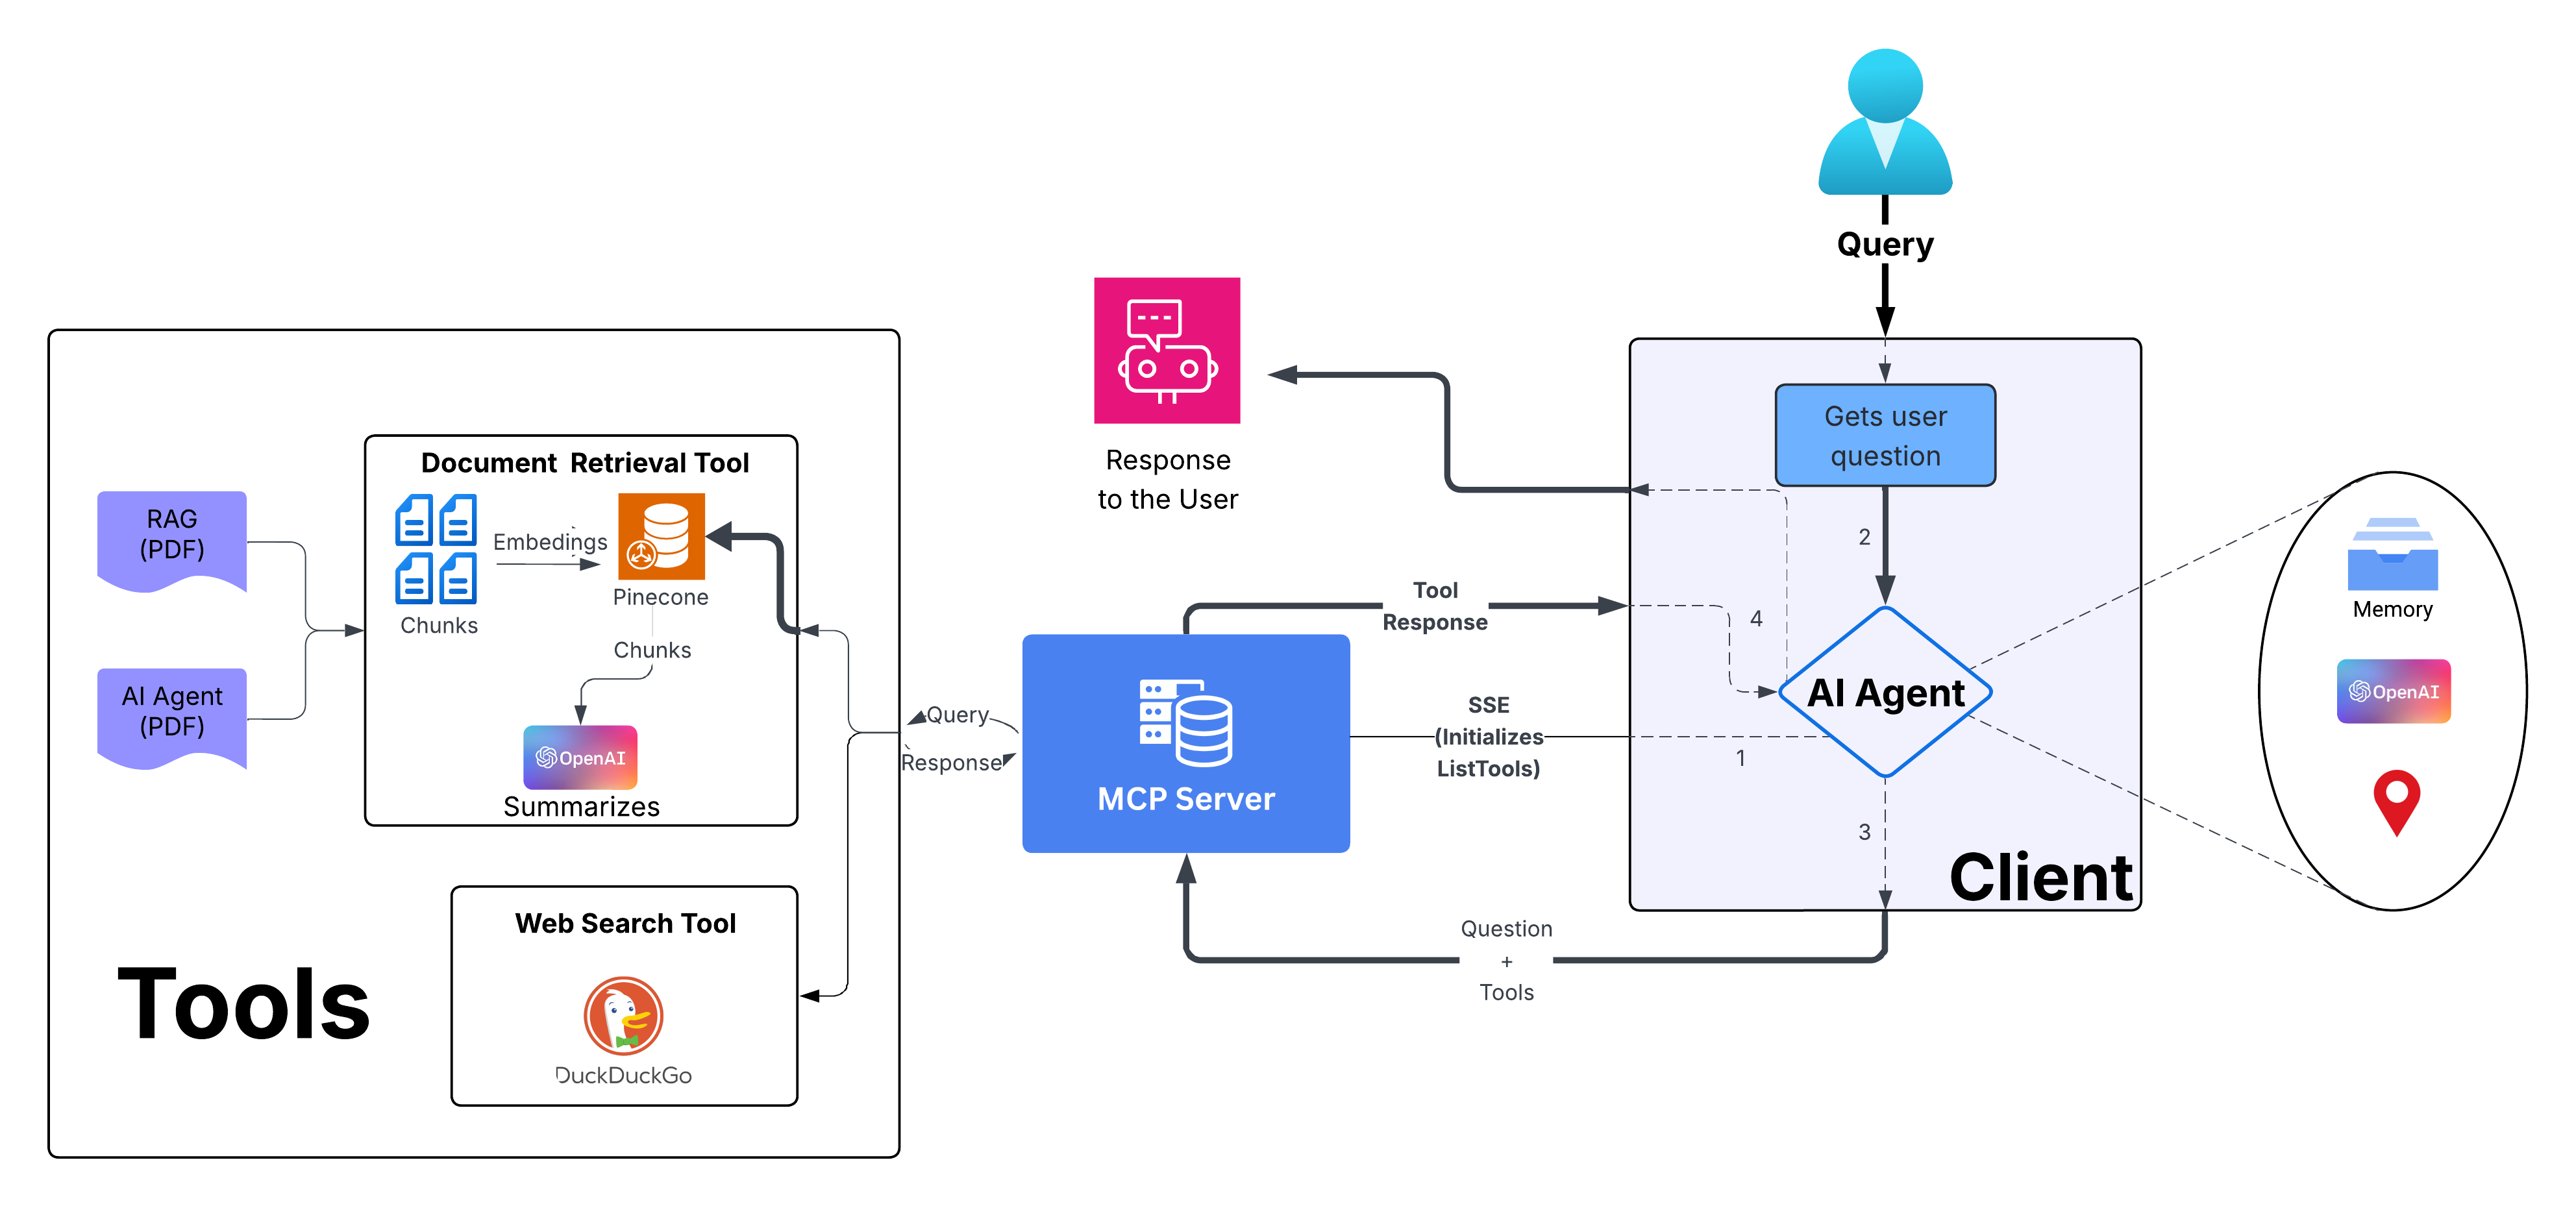 Query
Gets user
question
2
4
AI Agent
1
3
Client
Memory
OpenAI
Response
to the User
Tool
Response
SSE
(Initializes
ListTools)
Question
+
Tools
MCP Server
Query
Response
Document Retrieval Tool
RAG
(PDF)
AI Agent
(PDF)
Chunks
Embedings
Pinecone
Chunks
OpenAI
Summarizes
Web Search Tool
DuckDuckGo
Tools